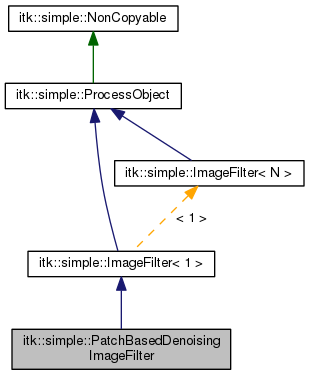 itk::simple::NonCopyable
itk::simple::ProcessObject
itk::simple::ImageFilter< N >
< 1 >
itk::simple::ImageFilter< 1 >
itk::simple::PatchBasedDenoising
ImageFilter